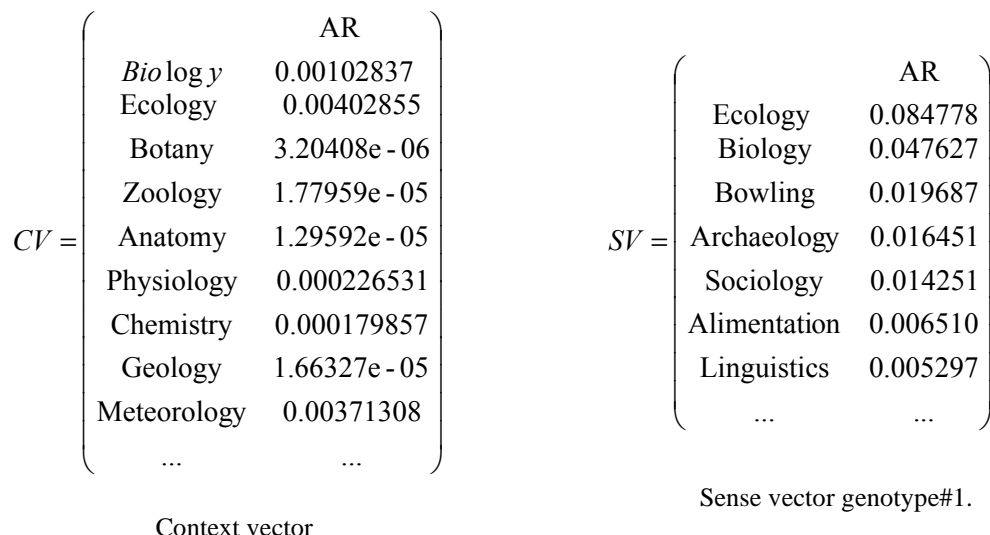 AR
Biology 0.00102837
Ecology 0.00402855
Botany 3.20408e - 06
Zoology 1.77959e - 05
CV = Anatomy 1.29592e - 05
Physiology 0.000226531
Chemistry 0.000179857
Geology 1.66327e - 05
Meteorology 0.00371308
... ...
Context vector
AR
Ecology 0.084778
Biology 0.047627
Bowling 0.019687
SV = Archaeology 0.016451
Sociology 0.014251
Alimentation 0.006510
Linguistics 0.005297
... ...
Sense vector genotype#1.